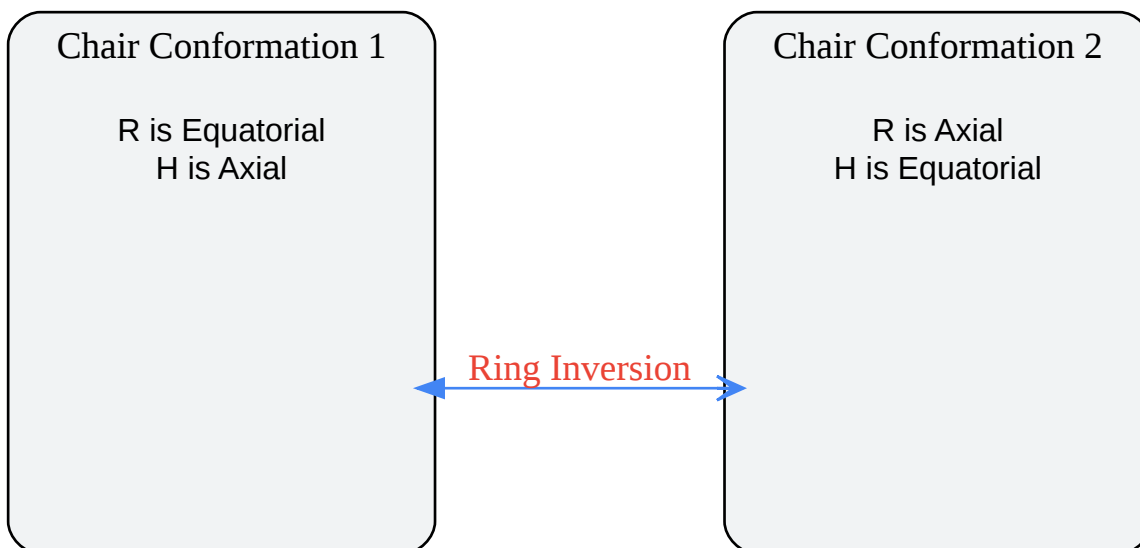 Chair Conformation 1
R is Equatorial
H is Axial
Ring Inversion
Chair Conformation 2
R is Axial
H is Equatorial